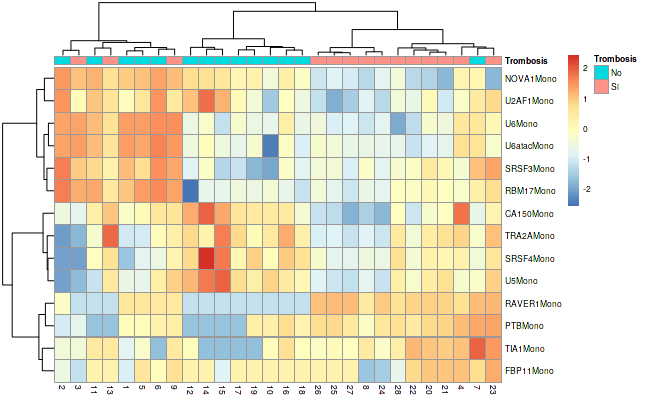 Trombosis
NOVA1Mono
U2AF1Mono
U6Mono
U6atacMono
SRSF3Mono
RBM17Mono
CA150Mono
TRA2AMono
SRSF4Mono
U5Mono
RAVER1Mono
PTBMono
TIA1Mono
FBP11Mono
2 3 11 13 1 5 6 9 12 14 15 17 19 10 16 18 26 25 27 8 24 28 22 20 21 4 7 23
2
1
0
-1
-2
Trombosis
No
SI